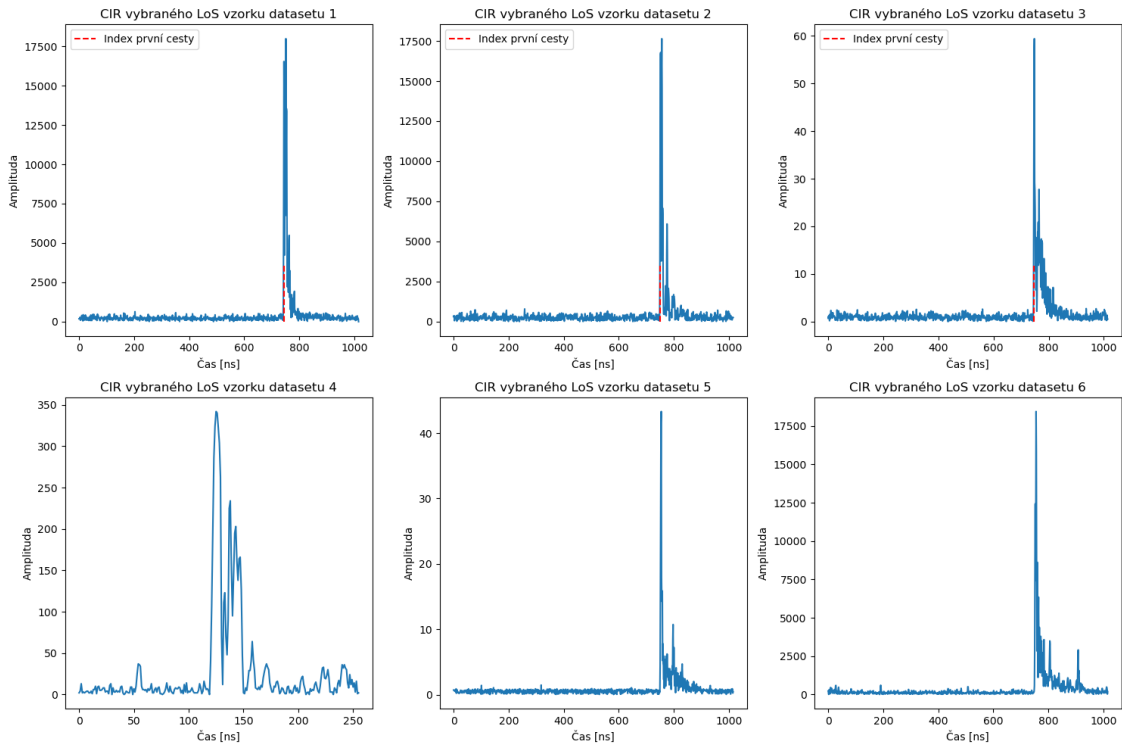 CIR vybraného LoS vzorku datasetu 1
Index první cesty
Amplituda
17500
15000
12500
10000
7500
5000
2500
0
0 200 400 600 800 1000
Čas [ns]
CIR vybraného LoS vzorku datasetu 2
Index první cesty
Amplituda
17500
15000
12500
10000
7500
5000
2500
0
0 200 400 600 800 1000
Čas [ns]
CIR vybraného LoS vzorku datasetu 3
Index první cesty
Amplituda
60
50
40
30
20
10
0
0 200 400 600 800 1000
Čas [ns]
CIR vybraného LoS vzorku datasetu 4
Amplituda
350
300
250
200
150
100
50
0
0 50 100 150 200 250
Čas [ns]
CIR vybraného LoS vzorku datasetu 5
Amplituda
40
30
20
10
0
0 200 400 600 800 1000
Čas [ns]
CIR vybraného LoS vzorku datasetu 6
Amplituda
17500
15000
12500
10000
7500
5000
2500
0
0 200 400 600 800 1000
Čas [ns]